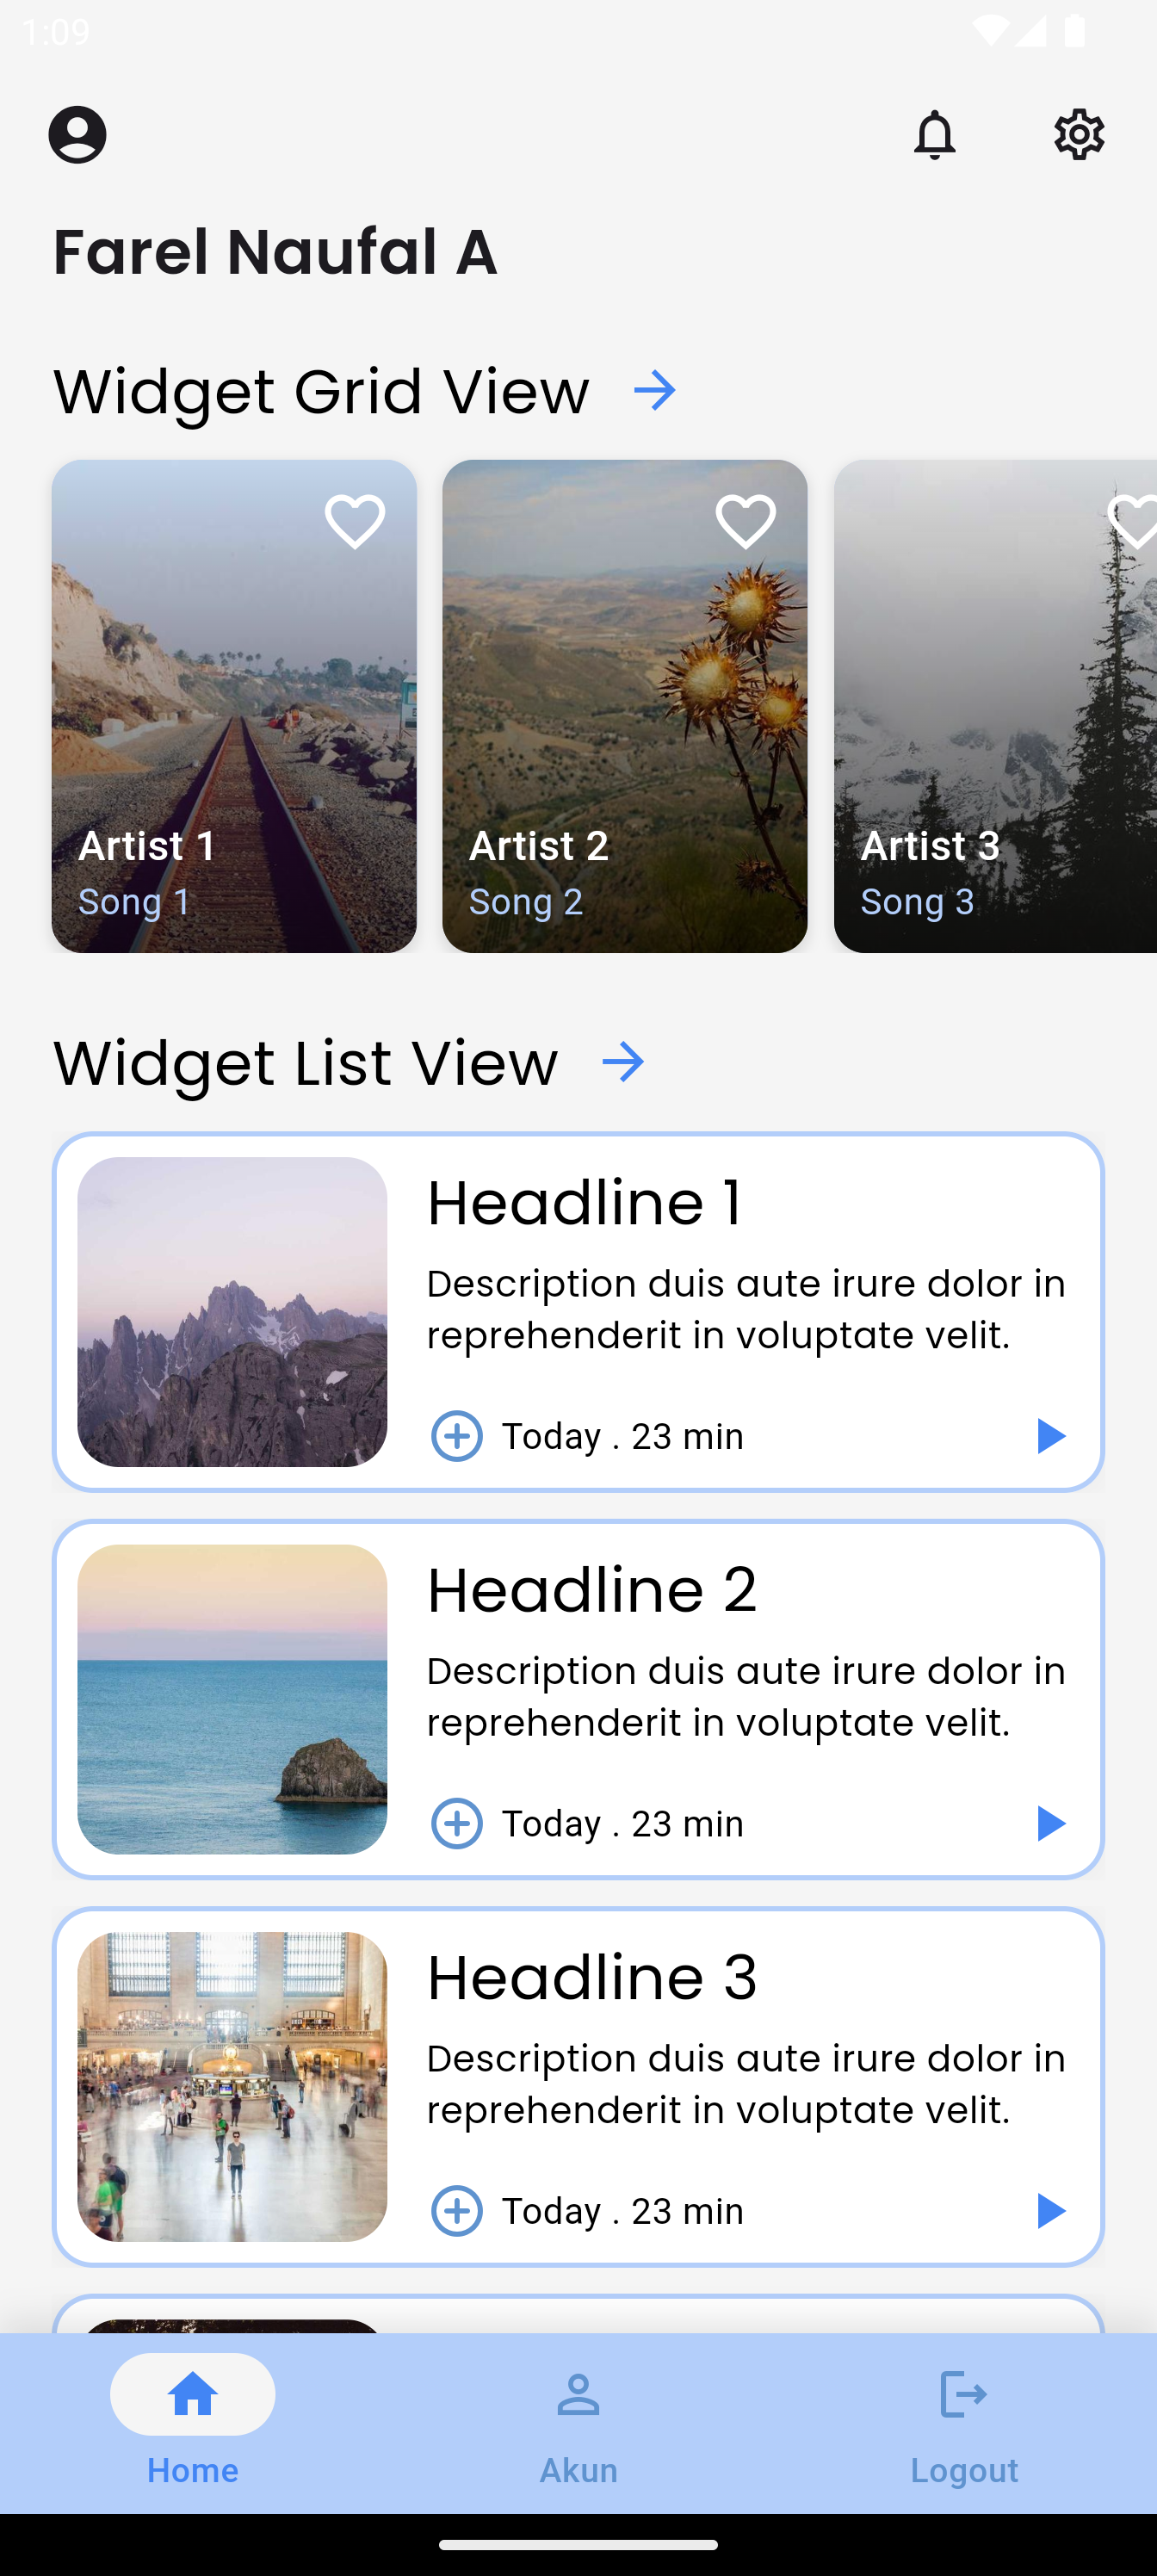 1:09
Farel Naufal A
Widget Grid View
Artist 1
Song 1
Artist 2
Song 2
Artist 3
Song 3
Widget List View
Headline 1
Description duis aute irure dolor in
reprehenderit in voluptate velit.
Today . 23 min
Headline 2
Description duis aute irure dolor in
reprehenderit in voluptate velit.
Today . 23 min
Headline 3
Description duis aute irure dolor in
reprehenderit in voluptate velit.
Today . 23 min
Home
Akun
Logout